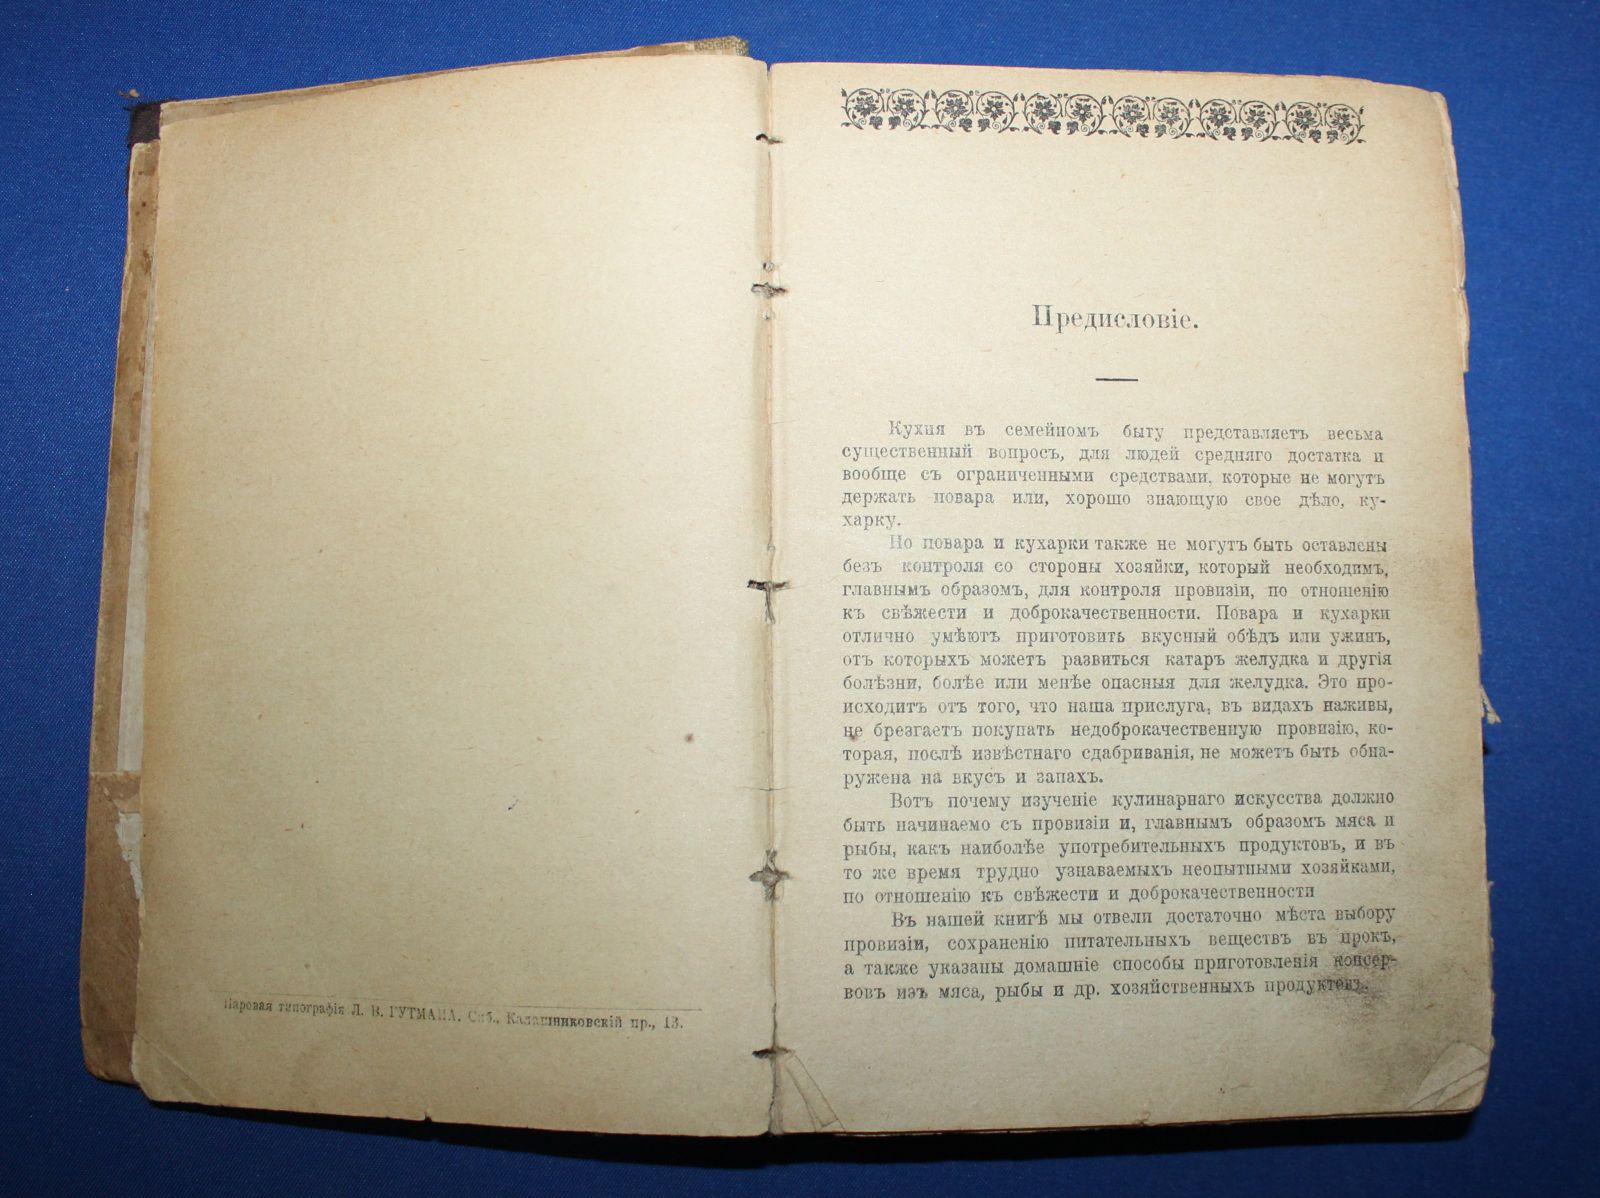 Паровая типографія Л. В. ГУТМАНА. Спб., Калашниковскій пр., 13.
Предисловіе.
Кухня въ семейномъ быту представляетъ весьма
существенный вопросъ, для людей средняго достатка и
вообще съ ограниченными средствами, которые не могутъ
держать повара или, хорошо знающую свое дѣло, ку-
харку.
Но повара и кухарки также не могутъ быть оставлены
безъ контроля со стороны хозяйки, который необходимъ,
главнымъ образомъ, для контроля провизіи, по отношенію
къ свѣжести и доброкачественности. Повара и кухарки
отлично умѣютъ приготовить вкусный обѣдъ или ужинъ,
отъ которыхъ можетъ развиться катаръ желудка и другія
болѣзни, болѣе или менѣе опасныя для желудка. Это про-
исходитъ отъ того, что наша прислуга, въ видахъ наживы,
не брезгаетъ покупать недоброкачественную провизію, ко-
торая, послѣ извѣстнаго сдабриванія, не можетъ быть обна-
ружена на вкусъ и запахъ.
Вотъ почему изученіе кулинарнаго искусства должно
быть начинаемо съ провизіи и, главнымъ образомъ мяса и
рыбы, какъ наиболѣе употребительныхъ продуктовъ, и въ
то же время трудно узнаваемыхъ неопытными хозяйками,
по отношенію къ свѣжести и доброкачественности
Въ нашей книгѣ мы отвели достаточно мѣста выбору
провизіи, сохраненію питательныхъ веществъ въ прокъ,
а также указаны домашніе способы приготовленія консер-
вовъ изъ мяса, рыбы и др. хозяйственныхъ продуктовъ.